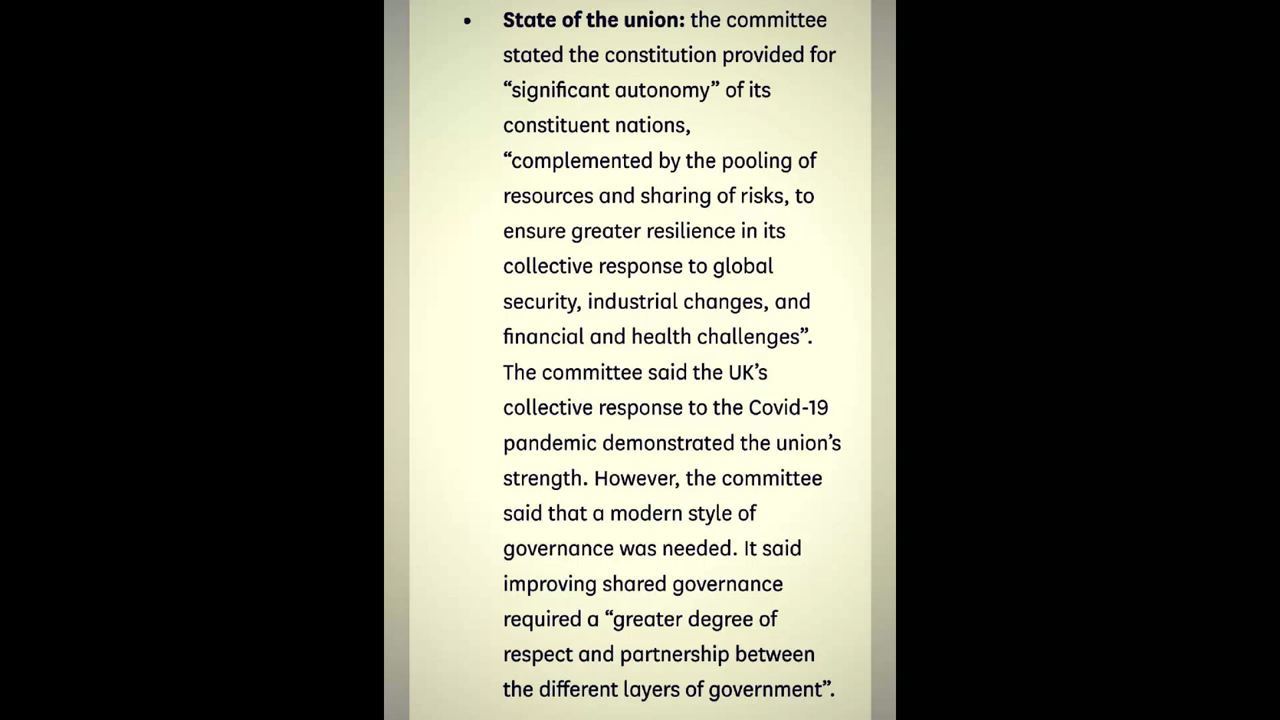 • State of the union: the committee
stated the constitution provided for
“significant autonomy” of its
constituent nations,
“complemented by the pooling of
resources and sharing of risks, to
ensure greater resilience in its
collective response to global
security, industrial changes, and
financial and health challenges”.
The committee said the UK’s
collective response to the Covid-19
pandemic demonstrated the union’s
strength. However, the committee
said that a modern style of
governance was needed. It said
improving shared governance
required a “greater degree of
respect and partnership between
the different layers of government”.